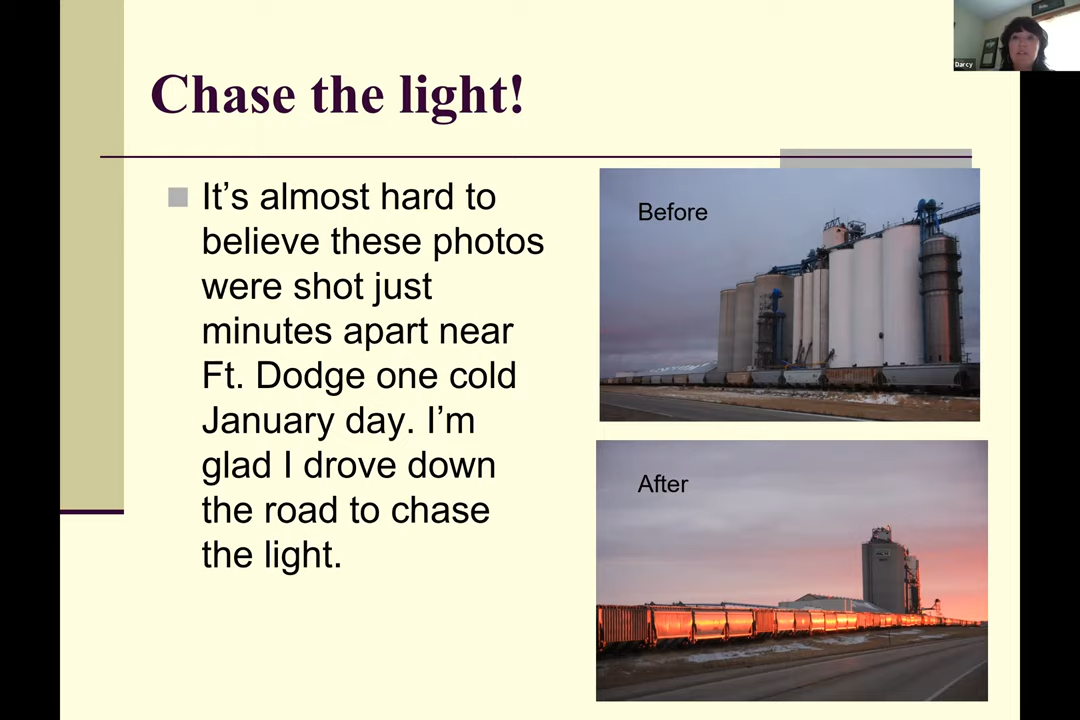 Darcy
Chase the light!
It’s almost hard to
believe these photos
were shot just
minutes apart near
Ft. Dodge one cold
January day. I’m
glad I drove down
the road to chase
the light.
Before
After